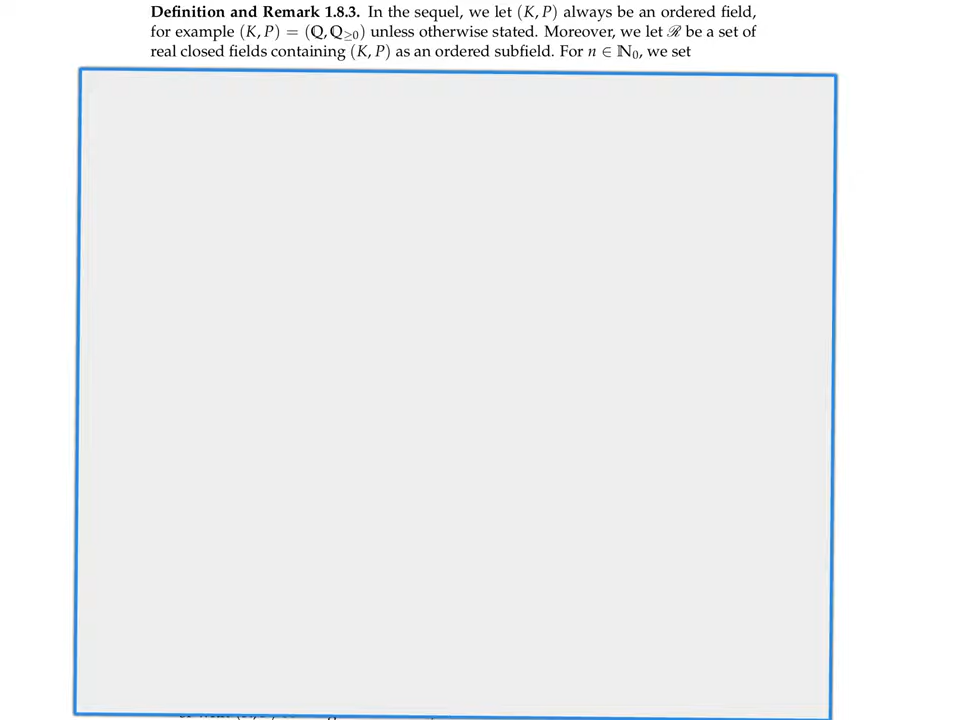 Definition and Remark 1.8.3. In the sequel, we let (K, P) always be an ordered field,
for example (K, P) = (ℚ, ℚ≥0) unless otherwise stated. Moreover, we let ℛ be a set of
real closed fields containing (K, P) as an ordered subfield. For n ∈ ℕ₀, we set